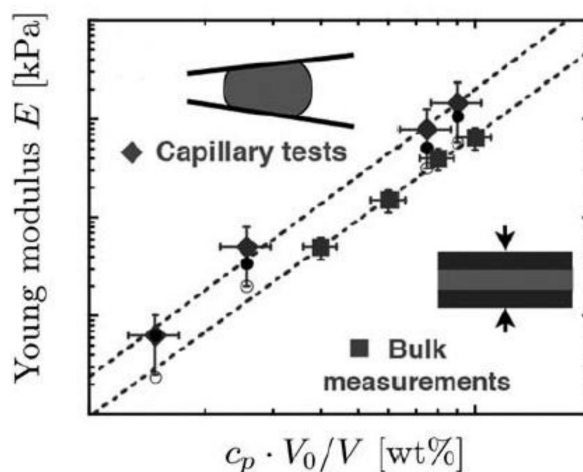 Young modulus E [kPa]
Capillary tests
Bulk
measurements
c_p · V_0/V [wt%]